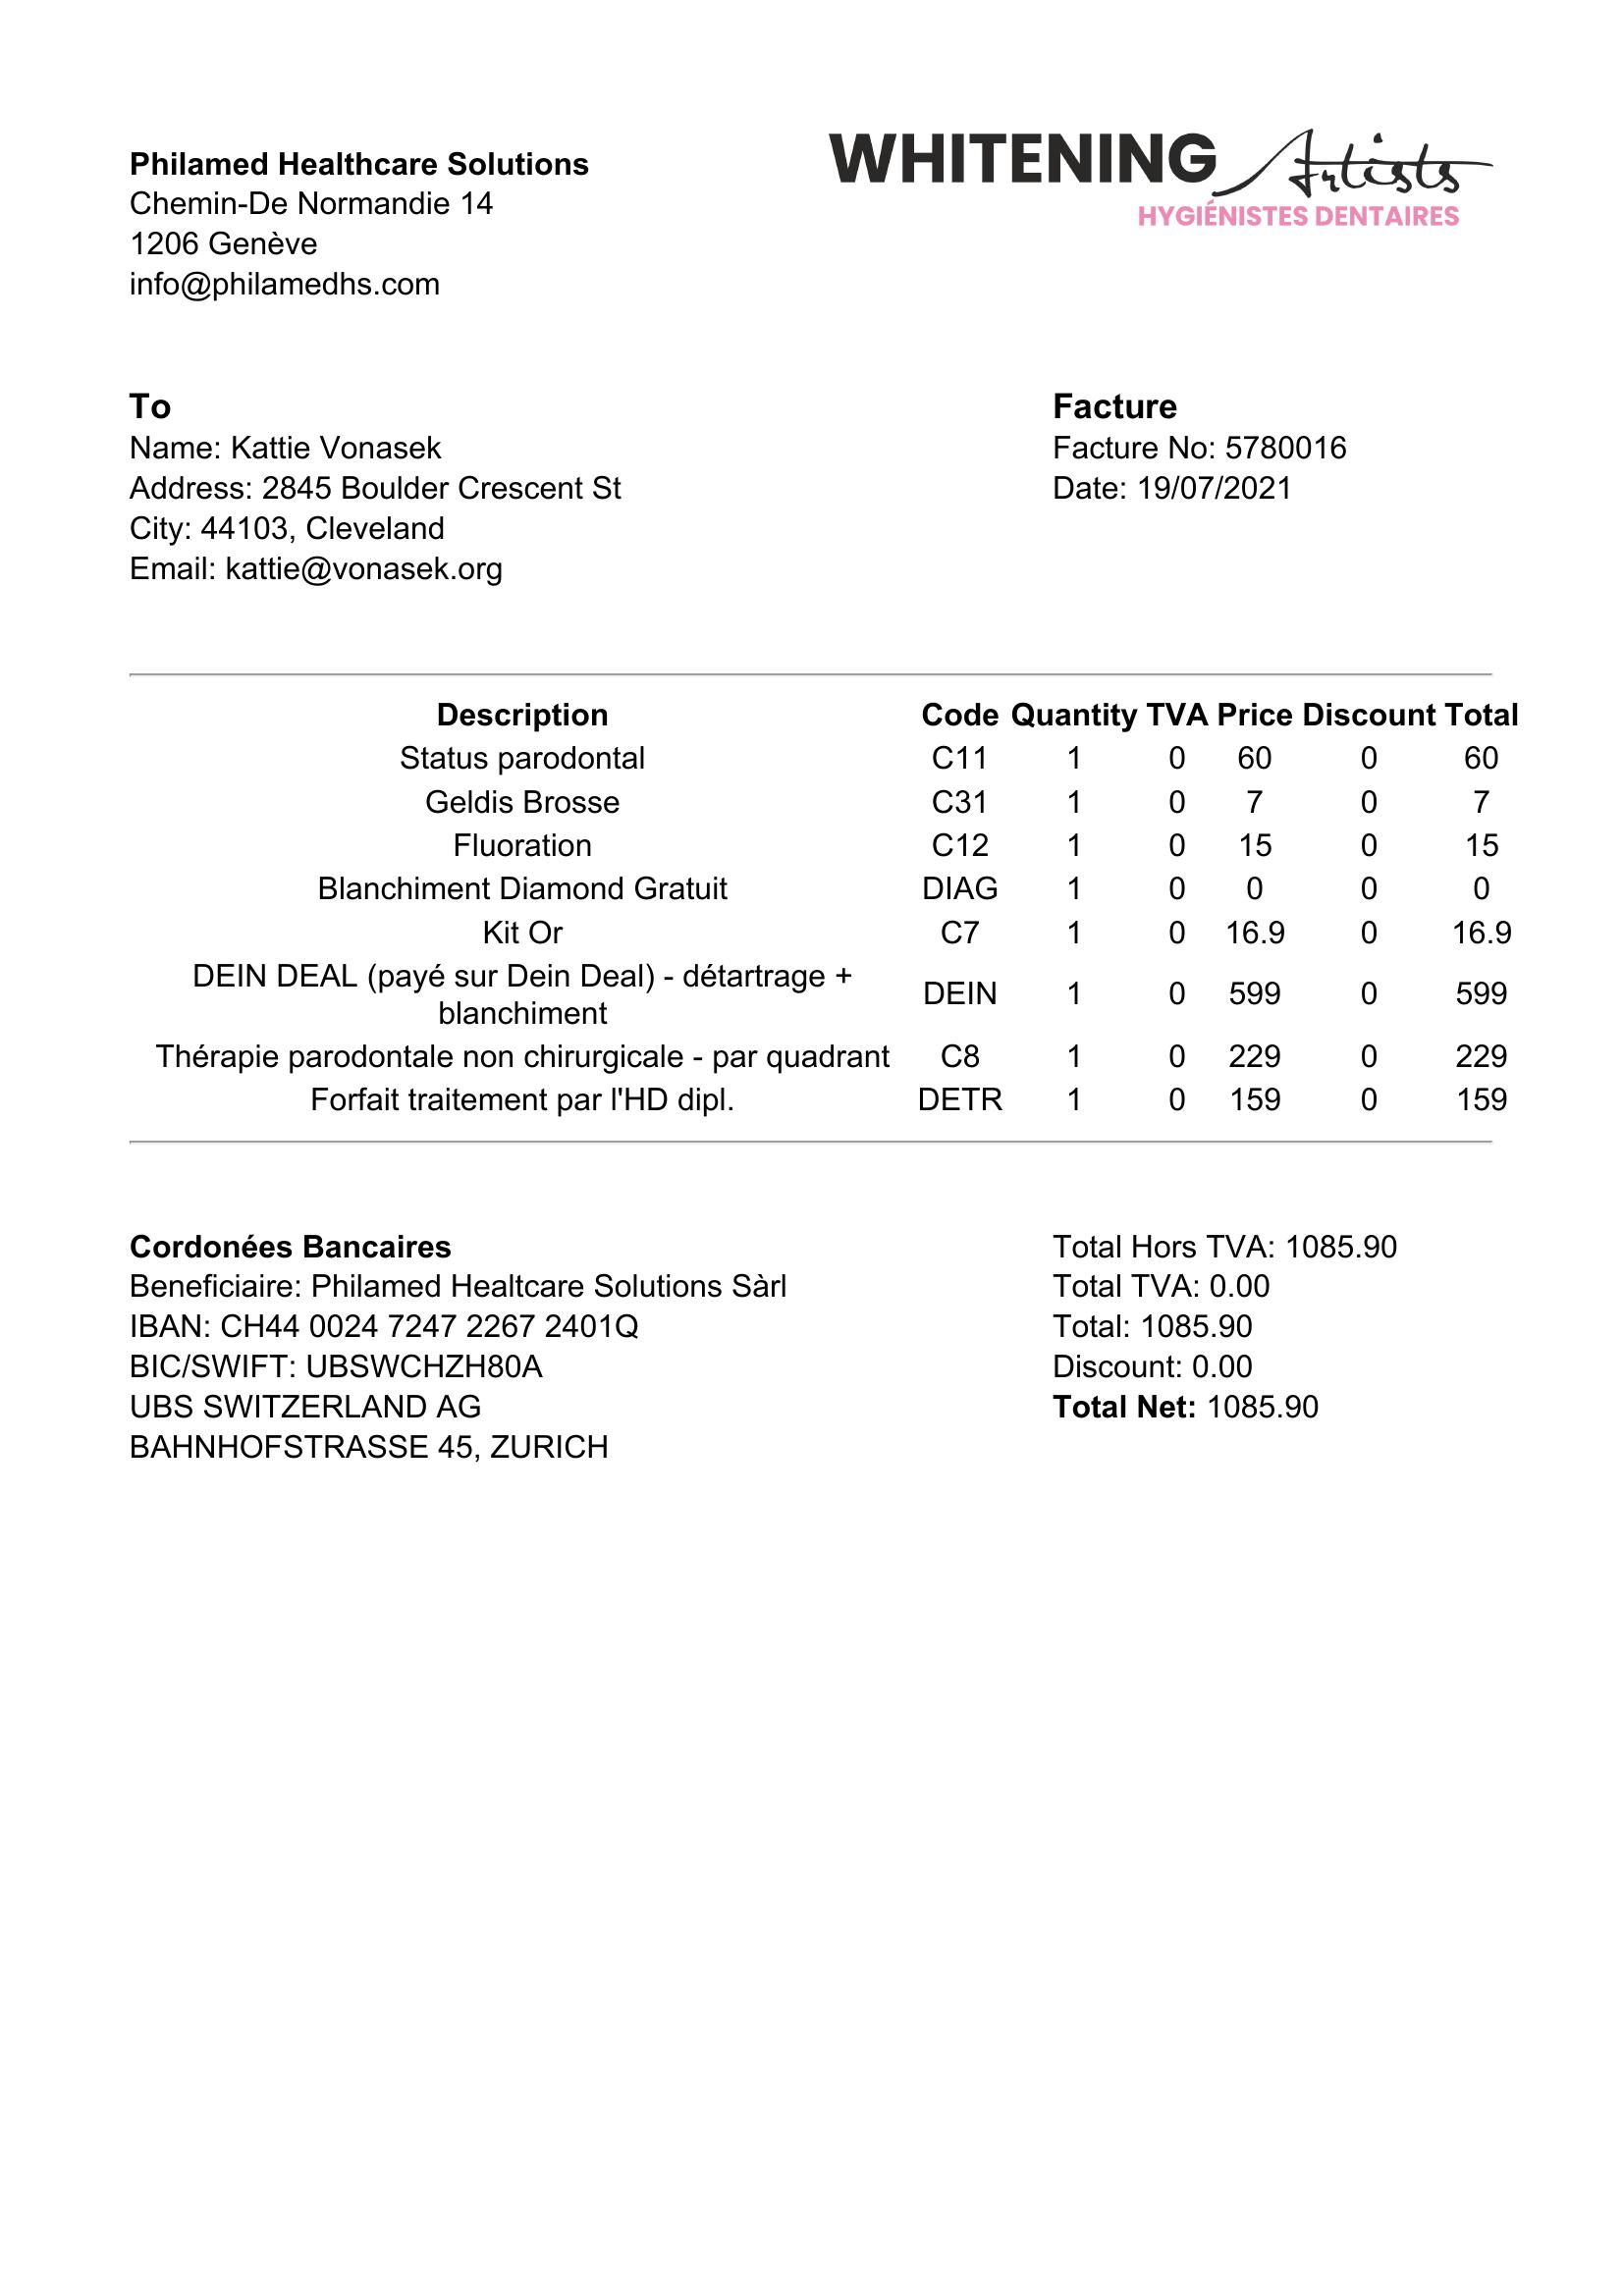 Philamed Healthcare Solutions
Chemin-De Normandie 14
1206 Genève
info@philamedhs.com
WHITENING Artists
HYGIÉNISTES DENTAIRES
To
Name: Kattie Vonasek
Address: 2845 Boulder Crescent St
City: 44103, Cleveland
Email: kattie@vonasek.org
Facture
Facture No: 5780016
Date: 19/07/2021
Description Code Quantity TVA Price Discount Total
Status parodontal C11 1 0 60 0 60
Geldis Brosse C31 1 0 7 0 7
Fluoration C12 1 0 15 0 15
Blanchiment Diamond Gratuit DIAG 1 0 0 0 0
Kit Or C7 1 0 16.9 0 16.9
DEIN DEAL (payé sur Dein Deal) - détartrage +
blanchiment DEIN 1 0 599 0 599
Thérapie parodontale non chirurgicale - par quadrant C8 1 0 229 0 229
Forfait traitement par l'HD dipl. DETR 1 0 159 0 159
Cordonées Bancaires
Beneficiaire: Philamed Healtcare Solutions Sàrl
IBAN: CH44 0024 7247 2267 2401Q
BIC/SWIFT: UBSWCHZH80A
UBS SWITZERLAND AG
BAHNHOFSTRASSE 45, ZURICH
Total Hors TVA: 1085.90
Total TVA: 0.00
Total: 1085.90
Discount: 0.00
Total Net: 1085.90